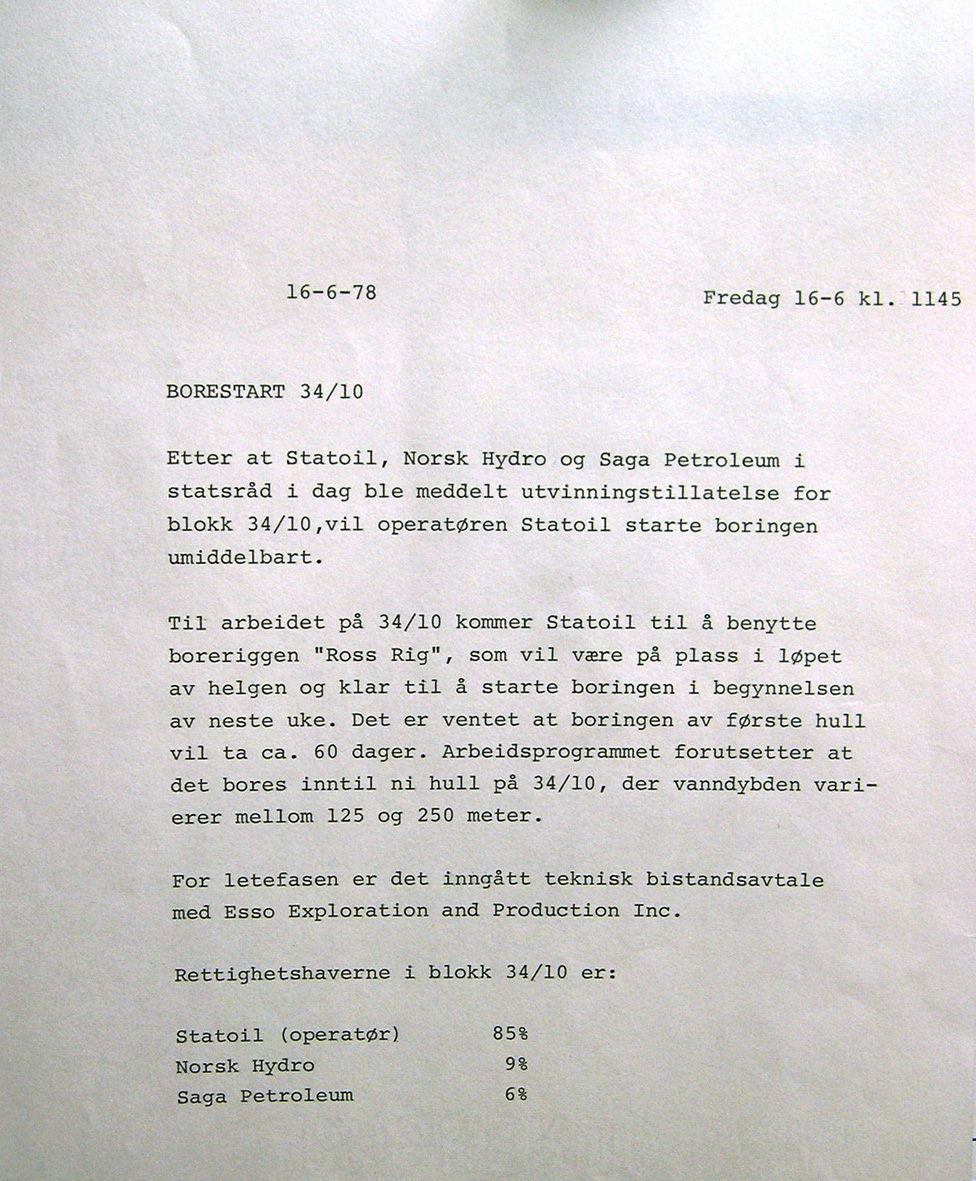 16-6-78
Fredag 16-6 kl. 1145
BORESTART 34/10
Etter at Statoil, Norsk Hydro og Saga Petroleum i
statsråd i dag ble meddelt utvinningstillatelse for
blokk 34/10,vil operatøren Statoil starte boringen
umiddelbart.
Til arbeidet på 34/10 kommer Statoil til å benytte
boreriggen "Ross Rig", som vil være på plass i løpet
av helgen og klar til å starte boringen i begynnelsen
av neste uke. Det er ventet at boringen av første hull
vil ta ca. 60 dager. Arbeidsprogrammet forutsetter at
det bores inntil ni hull på 34/10, der vanndybden vari-
erer mellom 125 og 250 meter.
For letefasen er det inngått teknisk bistandsavtale
med Esso Exploration and Production Inc.
Rettighetshaverne i blokk 34/10 er:
Statoil (operatør) 85%
Norsk Hydro 9%
Saga Petroleum 6%